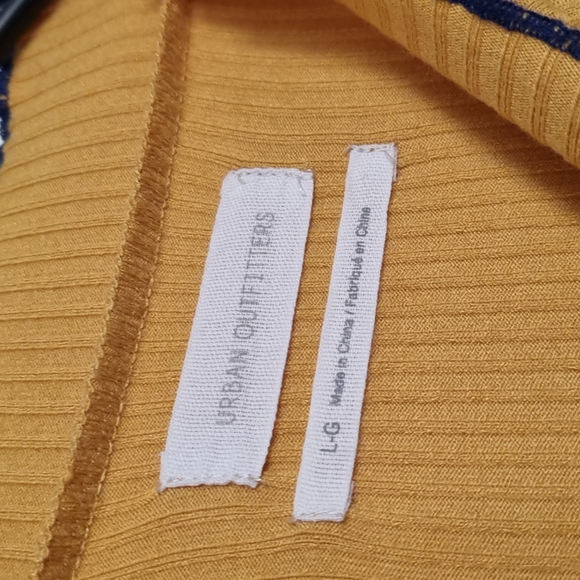 URBAN OUTFITTERS
L-G Made in China / Fabriqué en Chine